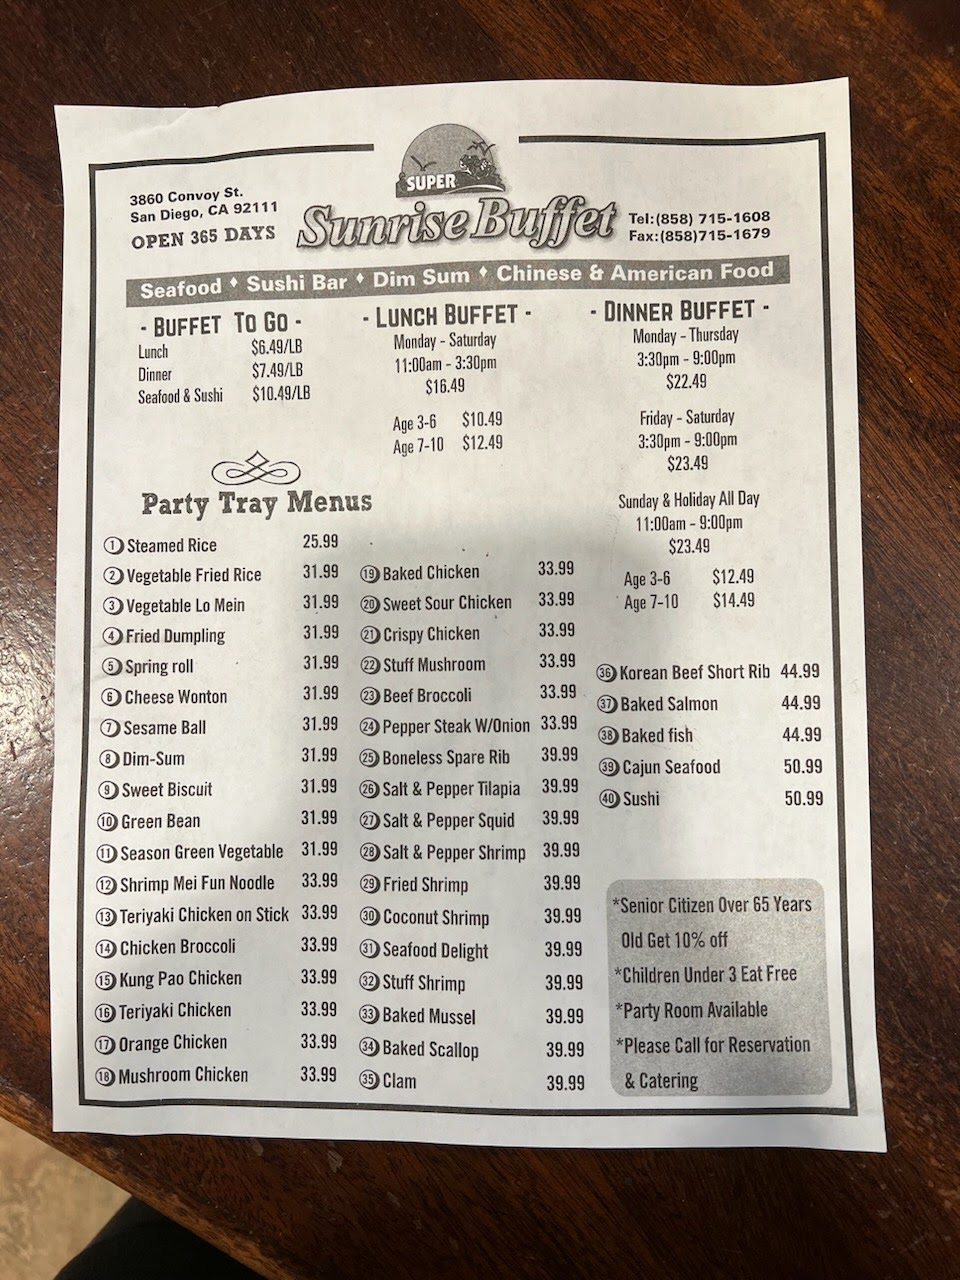 3860 Convoy St.
San Diego, CA 92111
OPEN 365 DAYS
SUPER
Sunrise Buffet
Tel:(858) 715-1608
Fax:(858)715-1679
Seafood ♦ Sushi Bar ♦ Dim Sum ♦ Chinese & American Food
- BUFFET TO GO -
Lunch $6.49/LB
Dinner $7.49/LB
Seafood & Sushi $10.49/LB
- LUNCH BUFFET -
Monday - Saturday
11:00am - 3:30pm
$16.49
Age 3-6 $10.49
Age 7-10 $12.49
- DINNER BUFFET -
Monday - Thursday
3:30pm - 9:00pm
$22.49
Friday - Saturday
3:30pm - 9:00pm
$23.49
Sunday & Holiday All Day
11:00am - 9:00pm
$23.49
Age 3-6 $12.49
Age 7-10 $14.49
Party Tray Menus
1 Steamed Rice 25.99
2 Vegetable Fried Rice 31.99
3 Vegetable Lo Mein 31.99
4 Fried Dumpling 31.99
5 Spring roll 31.99
6 Cheese Wonton 31.99
7 Sesame Ball 31.99
8 Dim-Sum 31.99
9 Sweet Biscuit 31.99
10 Green Bean 31.99
11 Season Green Vegetable 31.99
12 Shrimp Mei Fun Noodle 33.99
13 Teriyaki Chicken on Stick 33.99
14 Chicken Broccoli 33.99
15 Kung Pao Chicken 33.99
16 Teriyaki Chicken 33.99
17 Orange Chicken 33.99
18 Mushroom Chicken 33.99
19 Baked Chicken 33.99
20 Sweet Sour Chicken 33.99
21 Crispy Chicken 33.99
22 Stuff Mushroom 33.99
23 Beef Broccoli 33.99
24 Pepper Steak W/Onion 33.99
25 Boneless Spare Rib 39.99
26 Salt & Pepper Tilapia 39.99
27 Salt & Pepper Squid 39.99
28 Salt & Pepper Shrimp 39.99
29 Fried Shrimp 39.99
30 Coconut Shrimp 39.99
31 Seafood Delight 39.99
32 Stuff Shrimp 39.99
33 Baked Mussel 39.99
34 Baked Scallop 39.99
35 Clam 39.99
36 Korean Beef Short Rib 44.99
37 Baked Salmon 44.99
38 Baked fish 44.99
39 Cajun Seafood 50.99
40 Sushi 50.99
*Senior Citizen Over 65 Years
Old Get 10% off
*Children Under 3 Eat Free
*Party Room Available
*Please Call for Reservation
& Catering